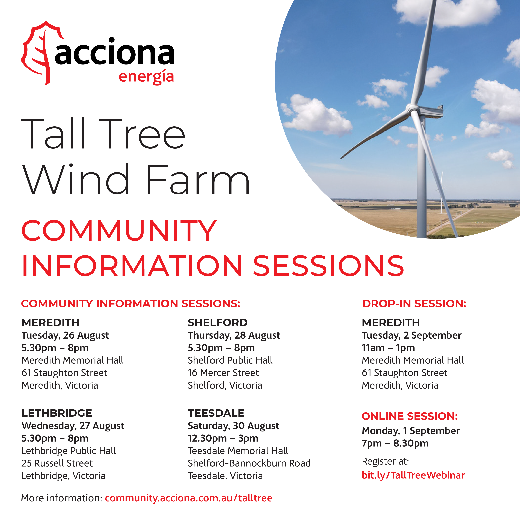 acciona
energía
Tall Tree
Wind Farm
COMMUNITY
INFORMATION SESSIONS
COMMUNITY INFORMATION SESSIONS:
MEREDITH
Tuesday, 26 August
5.30pm – 8pm
Meredith Memorial Hall
61 Staughton Street
Meredith, Victoria
LETHBRIDGE
Wednesday, 27 August
5.30pm – 8pm
Lethbridge Public Hall
25 Russell Street
Lethbridge, Victoria
SHELFORD
Thursday, 28 August
5.30pm – 8pm
Shelford Public Hall
16 Mercer Street
Shelford, Victoria
TEESDALE
Saturday, 30 August
12.30pm – 3pm
Teesdale Memorial Hall
Shelford-Bannockburn Road
Teesdale, Victoria
DROP-IN SESSION:
MEREDITH
Tuesday, 2 September
11am – 1pm
Meredith Memorial Hall
61 Staughton Street
Meredith, Victoria
ONLINE SESSION:
Monday, 1 September
7pm – 8.30pm
Register at:
bit.ly/TallTreeWebinar
More information: community.acciona.com.au/talltree